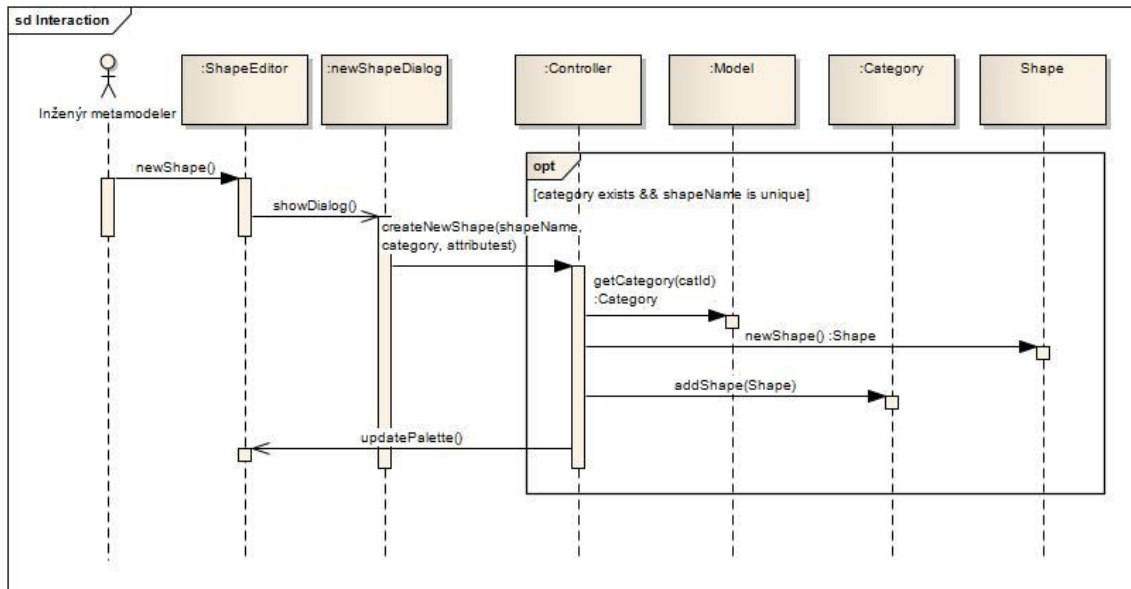 sd Interaction
Inženýr metamodeler
:ShapeEditor
:newShapeDialog
:Controller
:Model
:Category
Shape
opt
[category exists && shapeName is unique]
newShape()
showDialog()
createNewShape(shapeName,
category, attributest)
getCategory(catId)
:Category
newShape() :Shape
addShape(Shape)
updatePalette()